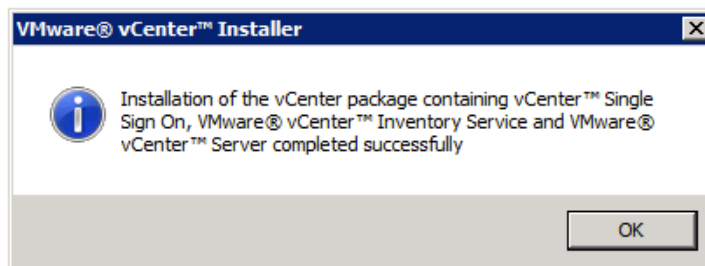 VMware® vCenter™ Installer
Installation of the vCenter package containing vCenter™ Single
Sign On, VMware® vCenter™ Inventory Service and VMware®
vCenter™ Server completed successfully
OK